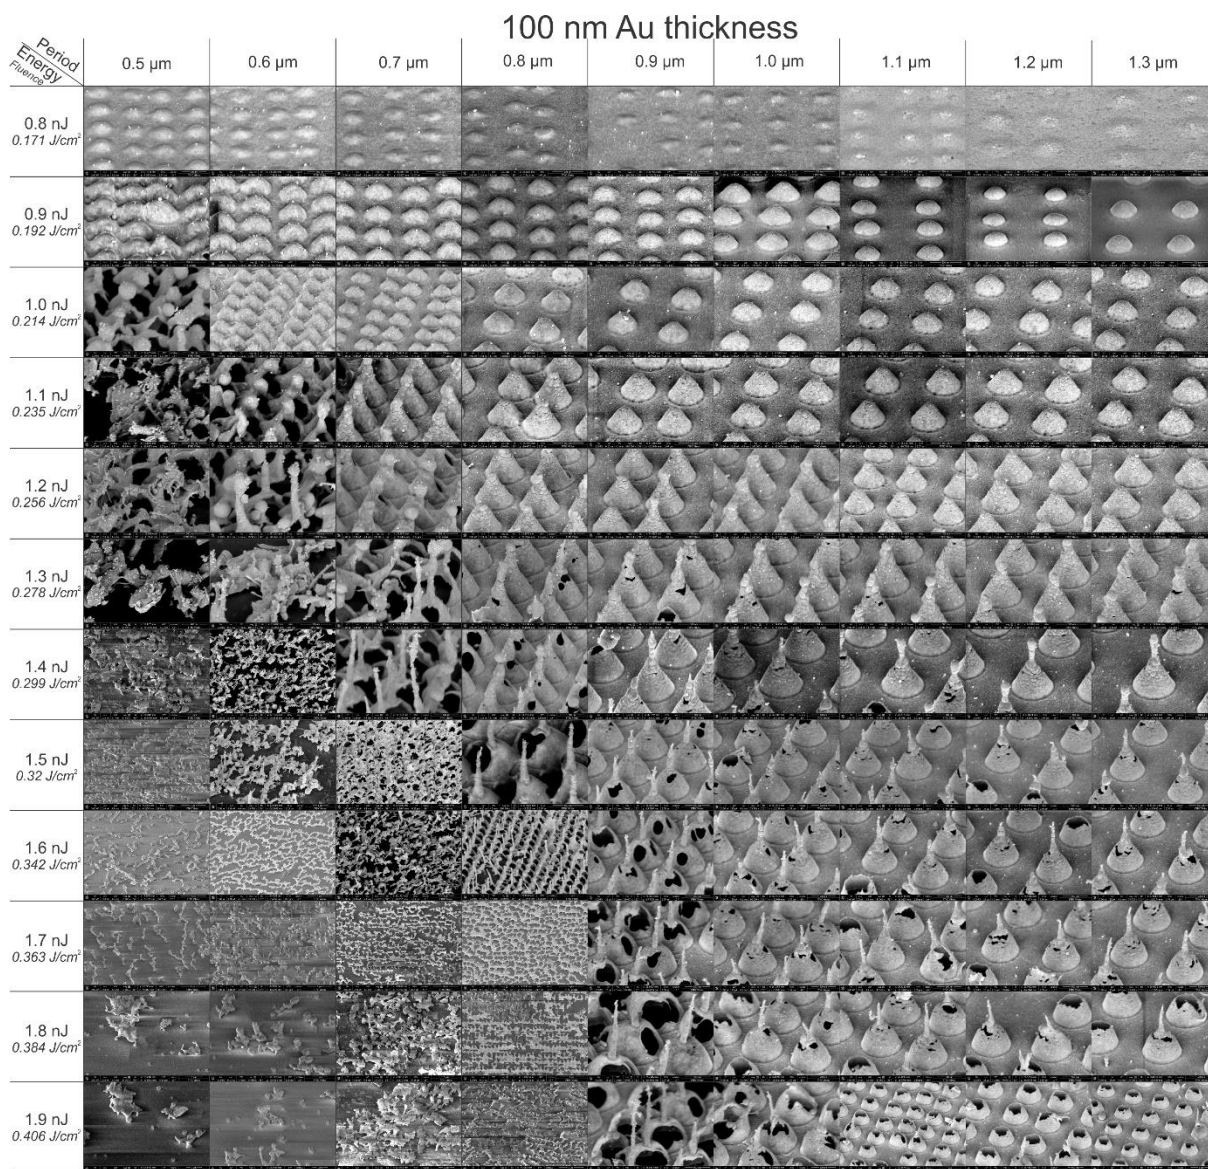 100 nm Au thickness
Period
Energy
Fluence
0.5 µm 0.6 µm 0.7 µm 0.8 µm 0.9 µm 1.0 µm 1.1 µm 1.2 µm 1.3 µm
0.8 nJ
0.171 J/cm²
0.9 nJ
0.192 J/cm²
1.0 nJ
0.214 J/cm²
1.1 nJ
0.235 J/cm²
1.2 nJ
0.256 J/cm²
1.3 nJ
0.278 J/cm²
1.4 nJ
0.299 J/cm²
1.5 nJ
0.32 J/cm²
1.6 nJ
0.342 J/cm²
1.7 nJ
0.363 J/cm²
1.8 nJ
0.384 J/cm²
1.9 nJ
0.406 J/cm²